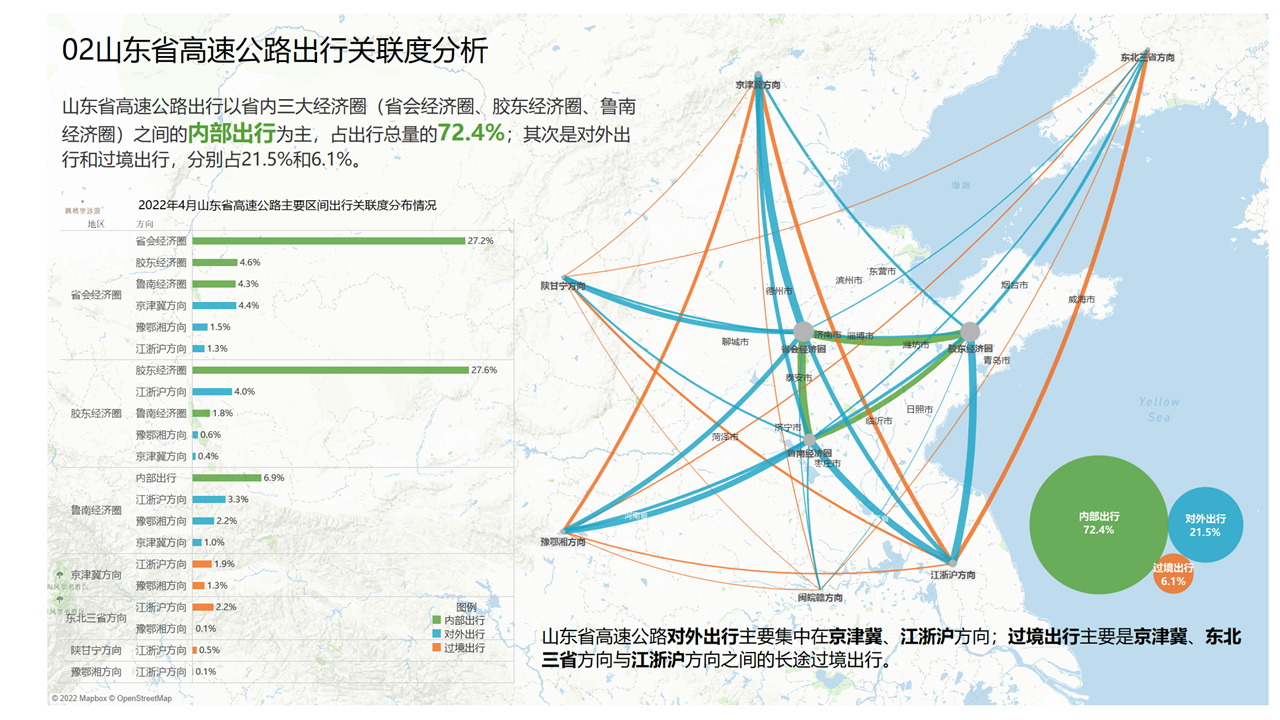 02山东省高速公路出行关联度分析
山东省高速公路出行以省内三大经济圈（省会经济圈、胶东经济圈、鲁南
经济圈）之间的内部出行为主，占出行总量的72.4%；其次是对外出
行和过境出行，分别占21.5%和6.1%。
2022年4月山东省高速公路主要区间出行关联度分布情况
地区 方向
省会经济圈
省会经济圈 27.2%
胶东经济圈 4.6%
鲁南经济圈 4.3%
京津冀方向 4.4%
豫鄂湘方向 1.5%
江浙沪方向 1.3%
胶东经济圈
胶东经济圈 27.6%
江浙沪方向 4.0%
鲁南经济圈 1.8%
豫鄂湘方向 0.6%
京津冀方向 0.4%
鲁南经济圈
内部出行 6.9%
江浙沪方向 3.3%
豫鄂湘方向 2.2%
京津冀方向 1.0%
京津冀方向
江浙沪方向 1.9%
豫鄂湘方向 1.3%
东北三省方向
江浙沪方向 2.2%
豫鄂湘方向 0.1%
陕甘宁方向 江浙沪方向 0.5%
豫鄂湘方向 江浙沪方向 0.1%
图例
内部出行
对外出行
过境出行
© 2022 Mapbox © OpenStreetMap
京津冀方向
东北三省方向
渤海
陕甘宁方向
德州市
滨州市
东营市
烟台市
威海市
聊城市
济南市
淄博市
潍坊市
省会经济圈
胶东经济圈
青岛市
泰安市
日照市
临沂市
济宁市
菏泽市
鲁南经济圈
枣庄市
Yellow
Sea
豫鄂湘方向
江浙沪方向
闽皖赣方向
内部出行
72.4%
对外出行
21.5%
过境出行
6.1%
山东省高速公路对外出行主要集中在京津冀、江浙沪方向；过境出行主要是京津冀、东北
三省方向与江浙沪方向之间的长途过境出行。